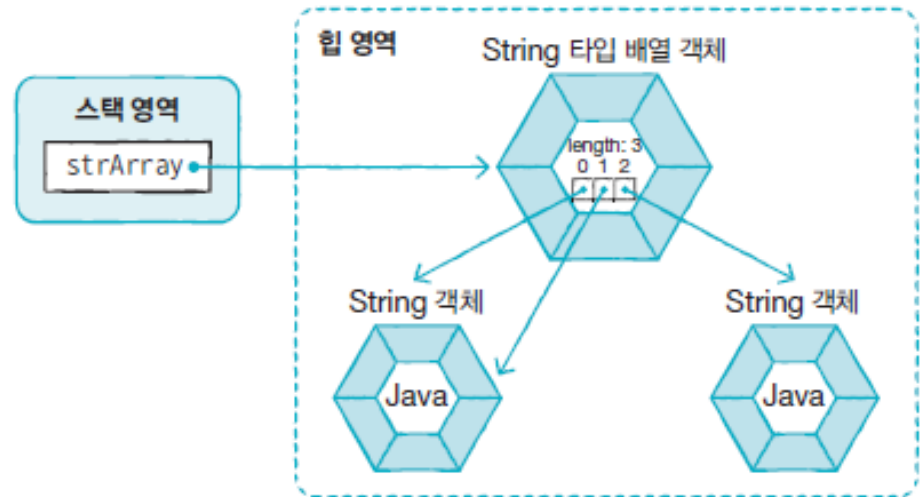 힙 영역
String 타입 배열 객체
스택 영역
strArray
length: 3
0 1 2
String 객체
String 객체
Java
Java